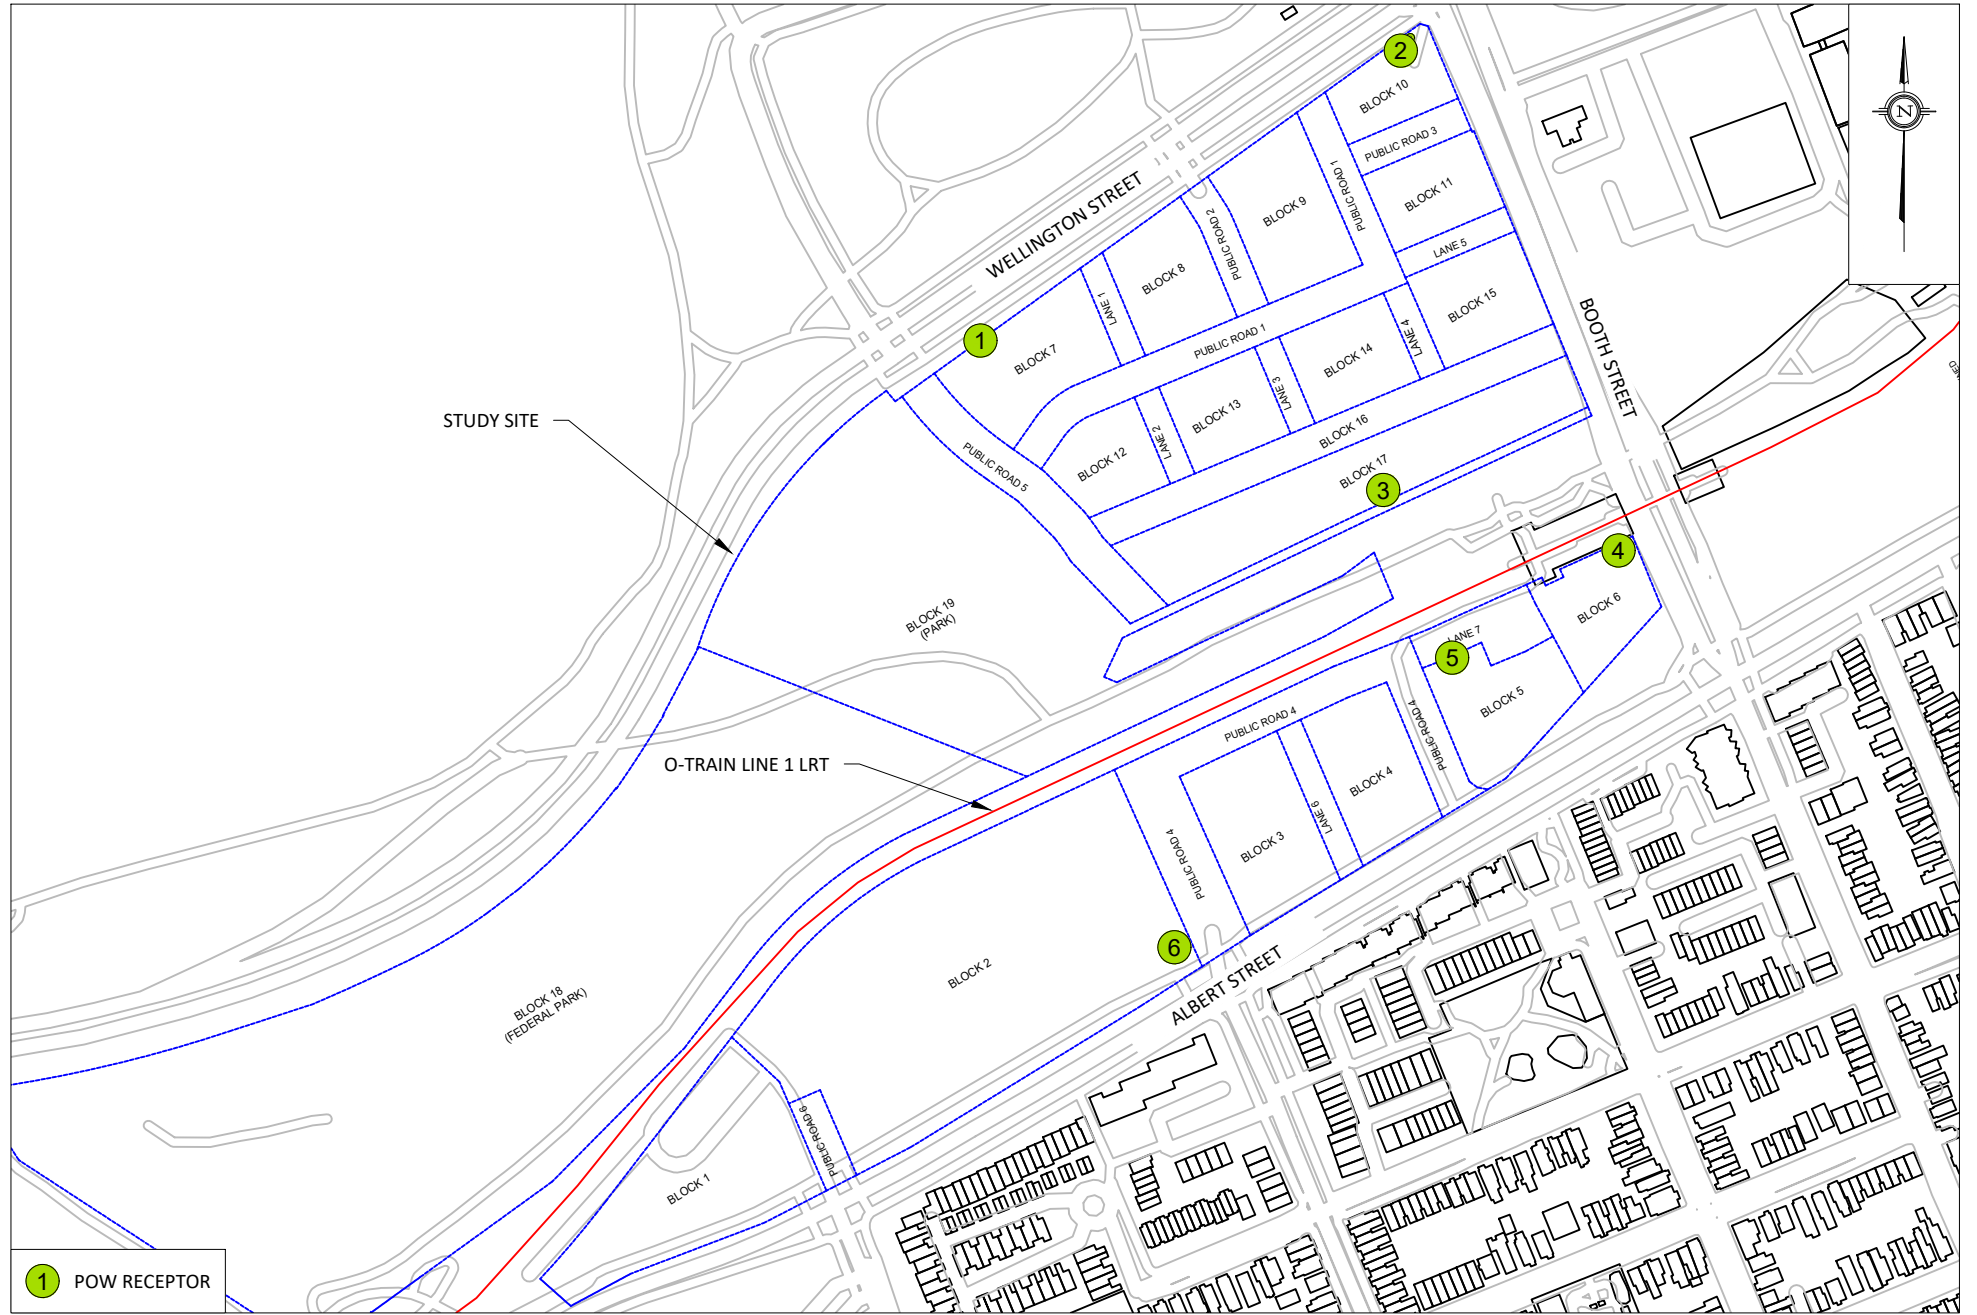 2
BLOCK 10
PUBLIC ROAD 3
BLOCK 11
PUBLIC ROAD 1
BLOCK 9
PUBLIC ROAD 2
LANE 5
WELLINGTON STREET
BLOCK 8
LANE 1
BLOCK 15
BOOTH STREET
1
BLOCK 7
PUBLIC ROAD 1
LANE 4
BLOCK 14
LANE 3
BLOCK 13
STUDY SITE
BLOCK 16
LANE 2
BLOCK 12
PUBLIC ROAD 5
BLOCK 17
3
4
BLOCK 6
BLOCK 19
(PARK)
LANE 7
5
BLOCK 5
PUBLIC ROAD 4
PUBLIC ROAD 4
O-TRAIN LINE 1 LRT
BLOCK 4
LANE 6
BLOCK 3
PUBLIC ROAD 4
6
BLOCK 2
ALBERT STREET
BLOCK 18
(FEDERAL PARK)
PUBLIC ROAD 6
BLOCK 1
N
1 POW RECEPTOR